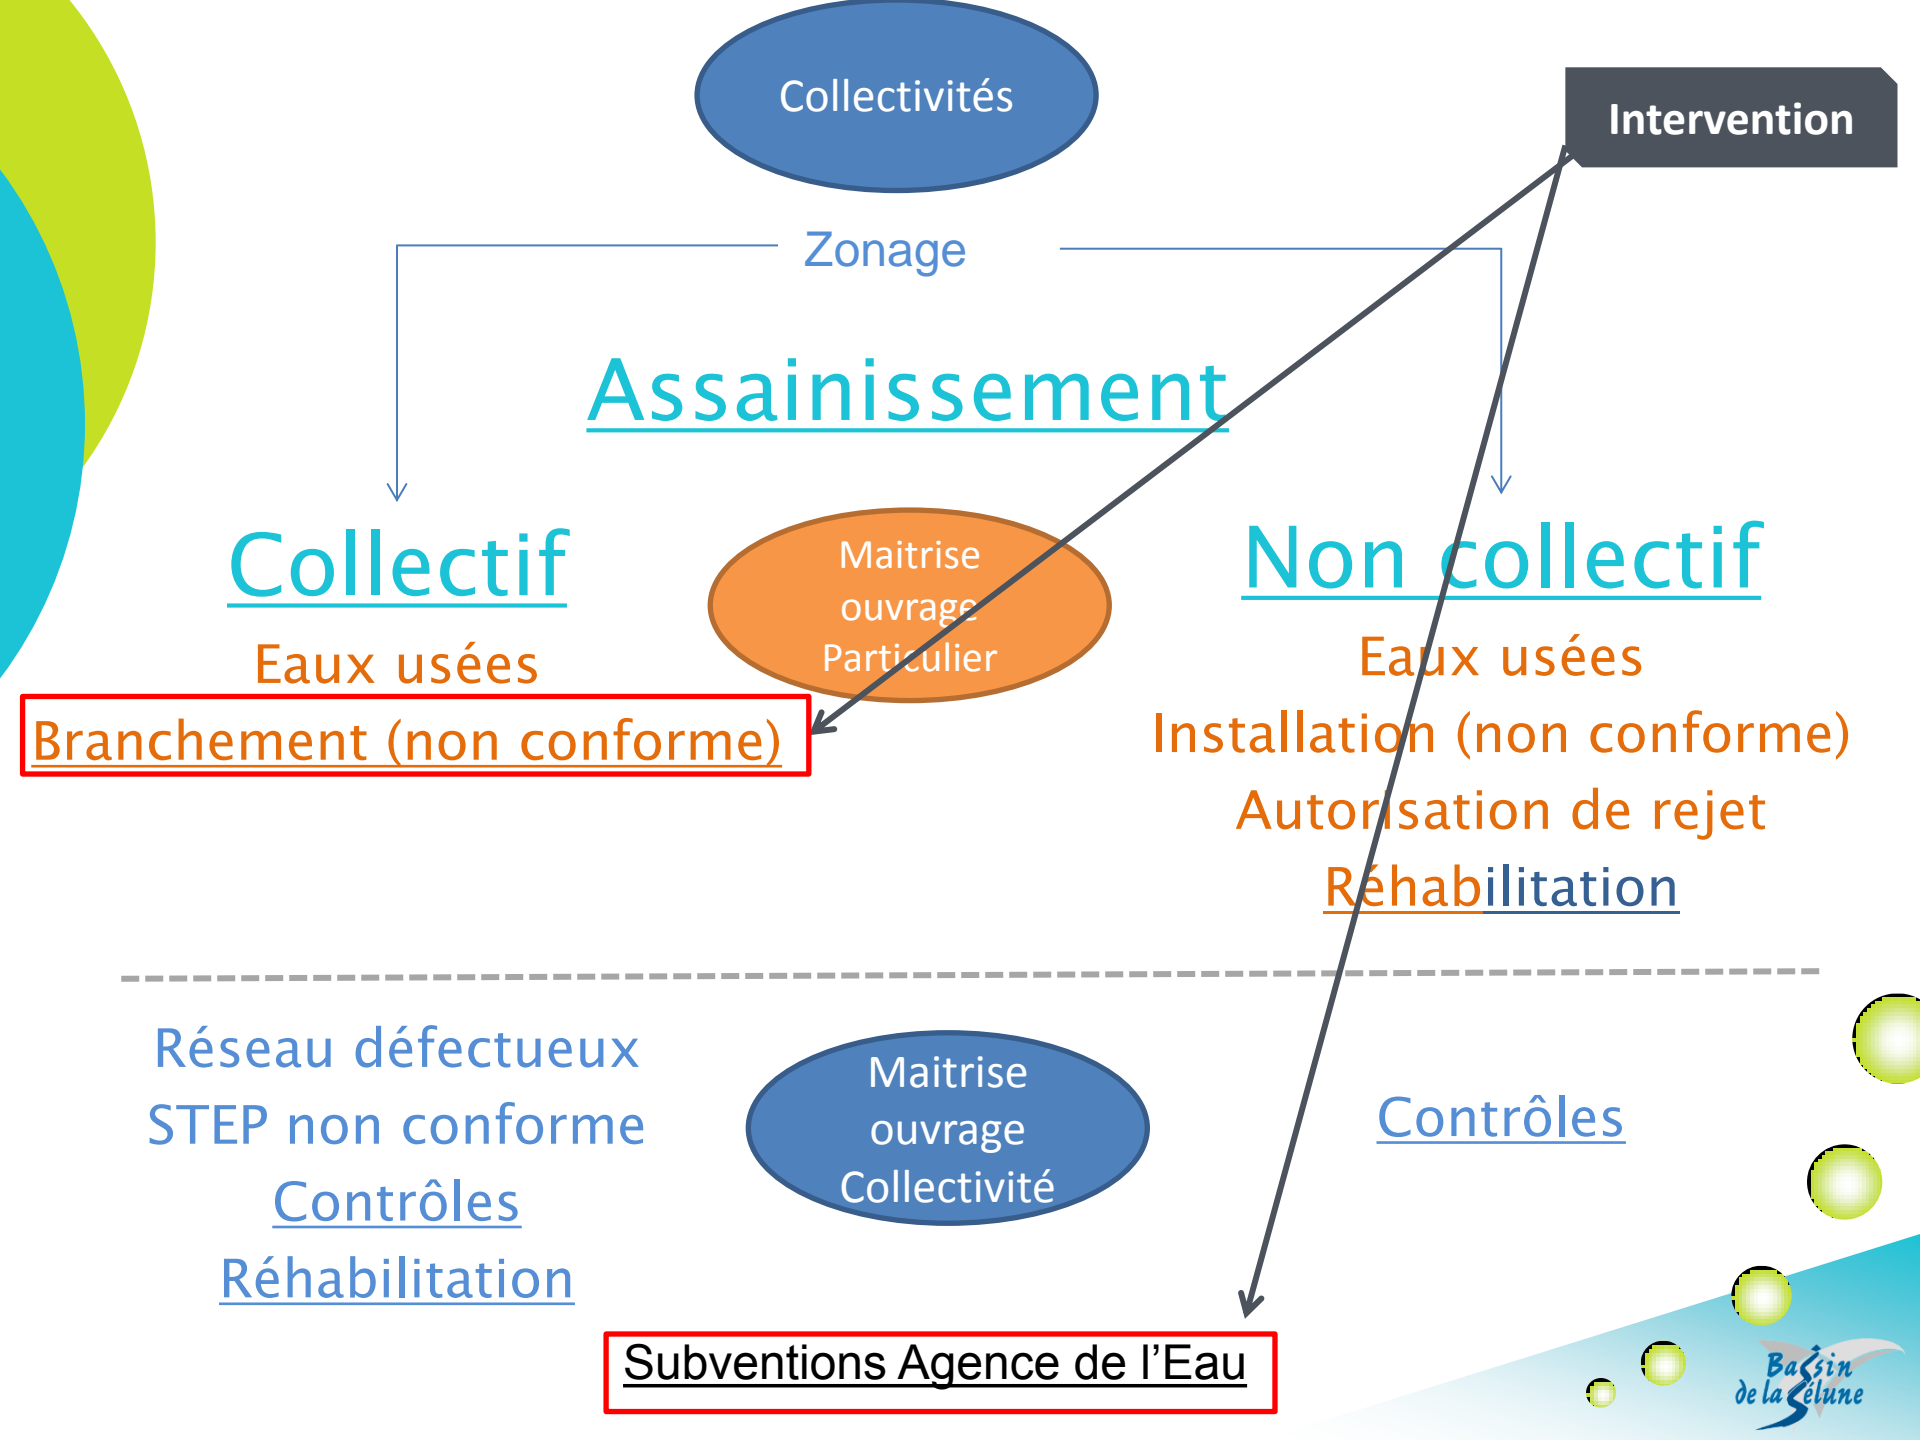 Collectivités
Intervention
Zonage
Assainissement
Collectif
Eaux usées
Branchement (non conforme)
Maitrise
ouvrage
Particulier
Non collectif
Eaux usées
Installation (non conforme)
Autorisation de rejet
Réhabilitation
Réseau défectueux
STEP non conforme
Contrôles
Réhabilitation
Maitrise
ouvrage
Collectivité
Contrôles
Subventions Agence de l’Eau
Bassin
de la Sélune